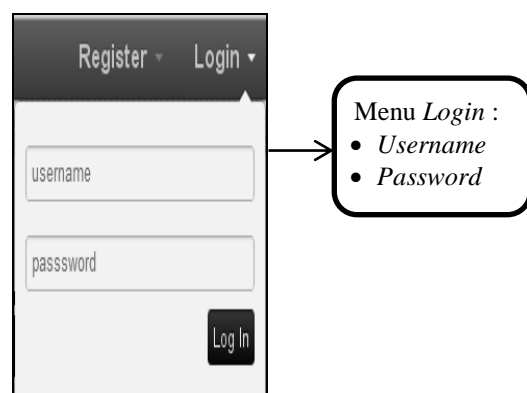 Register Login
username
passsword
Log In
Menu Login :
• Username
• Password